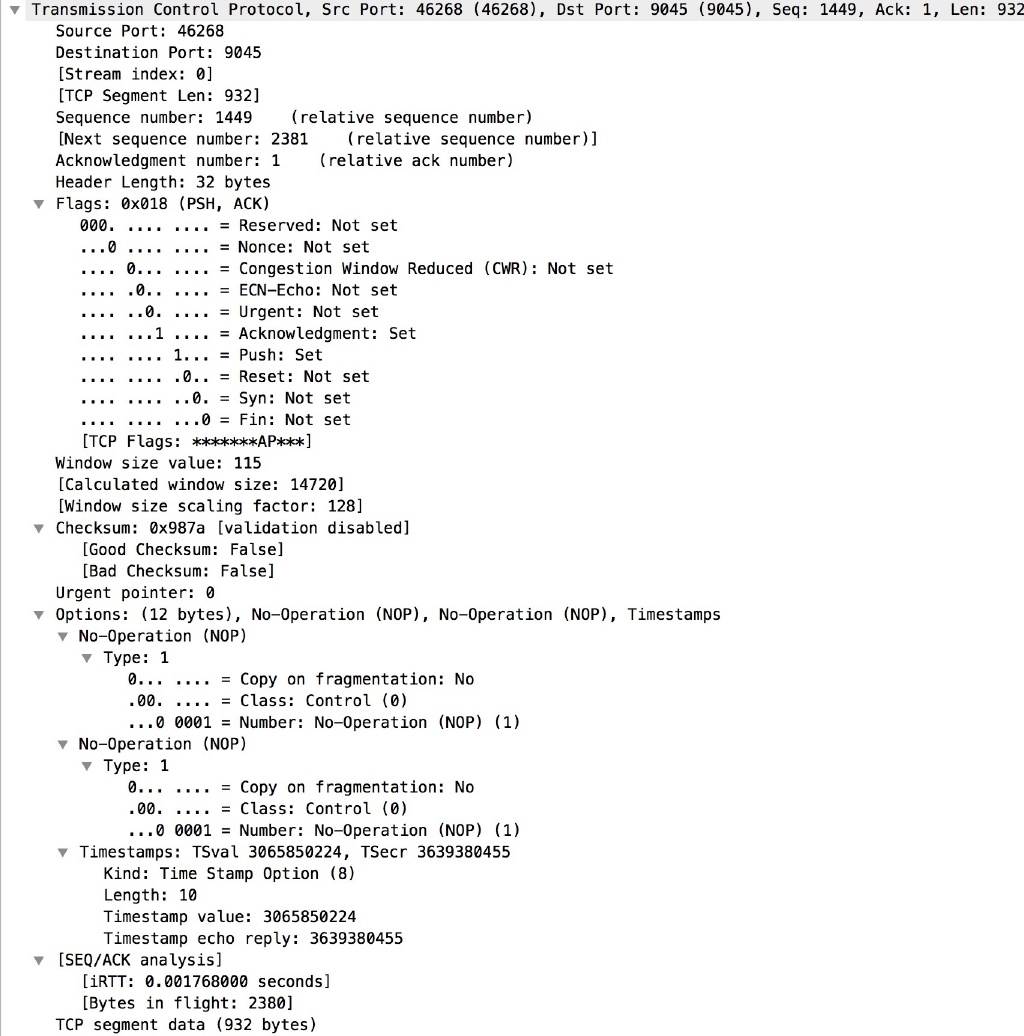 Transmission Control Protocol, Src Port: 46268 (46268), Dst Port: 9045 (9045), Seq: 1449, Ack: 1, Len: 932
Source Port: 46268
Destination Port: 9045
[Stream index: 0]
[TCP Segment Len: 932]
Sequence number: 1449    (relative sequence number)
[Next sequence number: 2381    (relative sequence number)]
Acknowledgment number: 1    (relative ack number)
Header Length: 32 bytes
Flags: 0x018 (PSH, ACK)
000. .... .... = Reserved: Not set
...0 .... .... = Nonce: Not set
.... 0... .... = Congestion Window Reduced (CWR): Not set
.... .0.. .... = ECN-Echo: Not set
.... ..0. .... = Urgent: Not set
.... ...1 .... = Acknowledgment: Set
.... .... 1... = Push: Set
.... .... .0.. = Reset: Not set
.... .... ..0. = Syn: Not set
.... .... ...0 = Fin: Not set
[TCP Flags: *******AP***]
Window size value: 115
[Calculated window size: 14720]
[Window size scaling factor: 128]
Checksum: 0x987a [validation disabled]
[Good Checksum: False]
[Bad Checksum: False]
Urgent pointer: 0
Options: (12 bytes), No-Operation (NOP), No-Operation (NOP), Timestamps
No-Operation (NOP)
Type: 1
0... .... = Copy on fragmentation: No
.00. .... = Class: Control (0)
...0 0001 = Number: No-Operation (NOP) (1)
No-Operation (NOP)
Type: 1
0... .... = Copy on fragmentation: No
.00. .... = Class: Control (0)
...0 0001 = Number: No-Operation (NOP) (1)
Timestamps: TSval 3065850224, TSecr 3639380455
Kind: Time Stamp Option (8)
Length: 10
Timestamp value: 3065850224
Timestamp echo reply: 3639380455
[SEQ/ACK analysis]
[iRTT: 0.001768000 seconds]
[Bytes in flight: 2380]
TCP segment data (932 bytes)